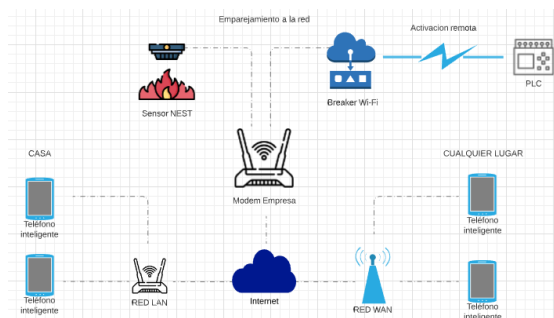 Emparejamiento a la red
Activacion remota
Sensor NEST
Breaker Wi-Fi
PLC
CASA
CUALQUIER LUGAR
Modem Empresa
Teléfono
inteligente
Teléfono
inteligente
Teléfono
inteligente
RED LAN
Internet
RED WAN
Teléfono
inteligente